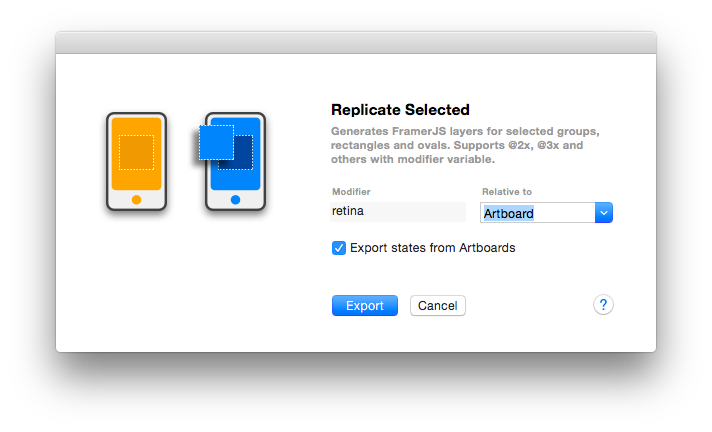 Replicate Selected
Generates FramerJS layers for selected groups,
rectangles and ovals. Supports @2x, @3x and
others with modifier variable.
Modifier
Relative to
retina
Artboard
Export states from Artboards
Export
Cancel
?